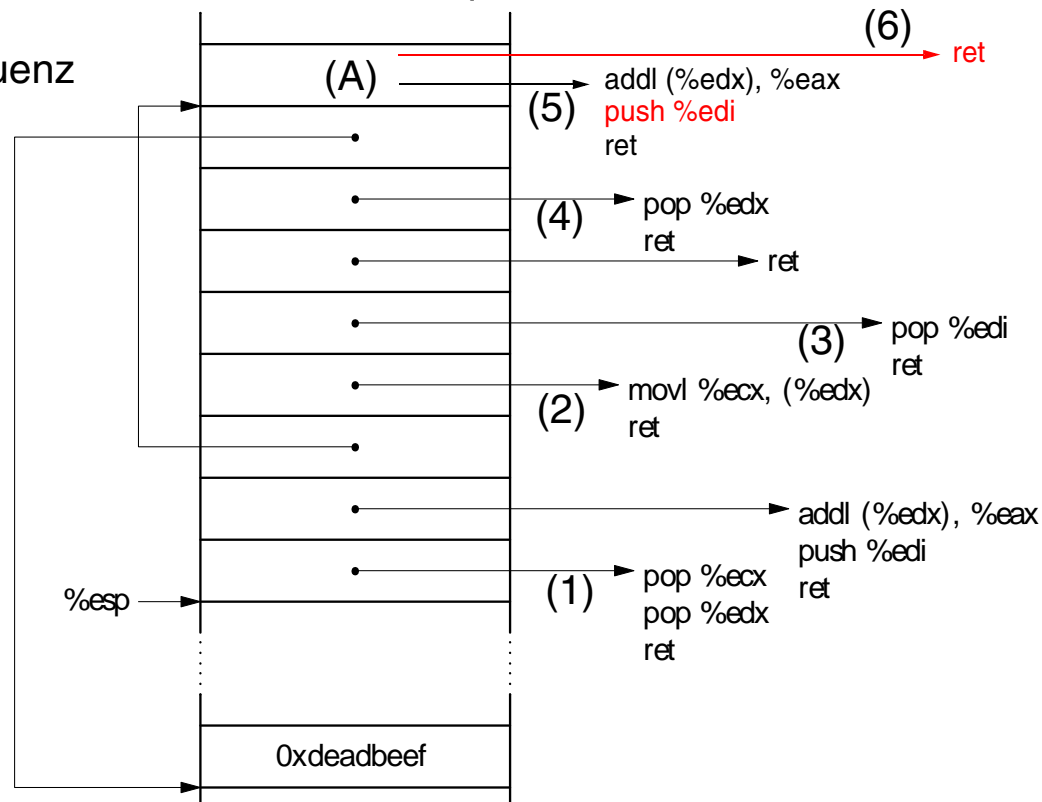 (6)
ret
uenz
(A)
addl (%edx), %eax
(5)
push %edi
ret
(4)
pop %edx
ret
ret
(3)
pop %edi
ret
(2)
movl %ecx, (%edx)
ret
addl (%edx), %eax
push %edi
ret
%esp
(1)
pop %ecx
pop %edx
ret
0xdeadbeef